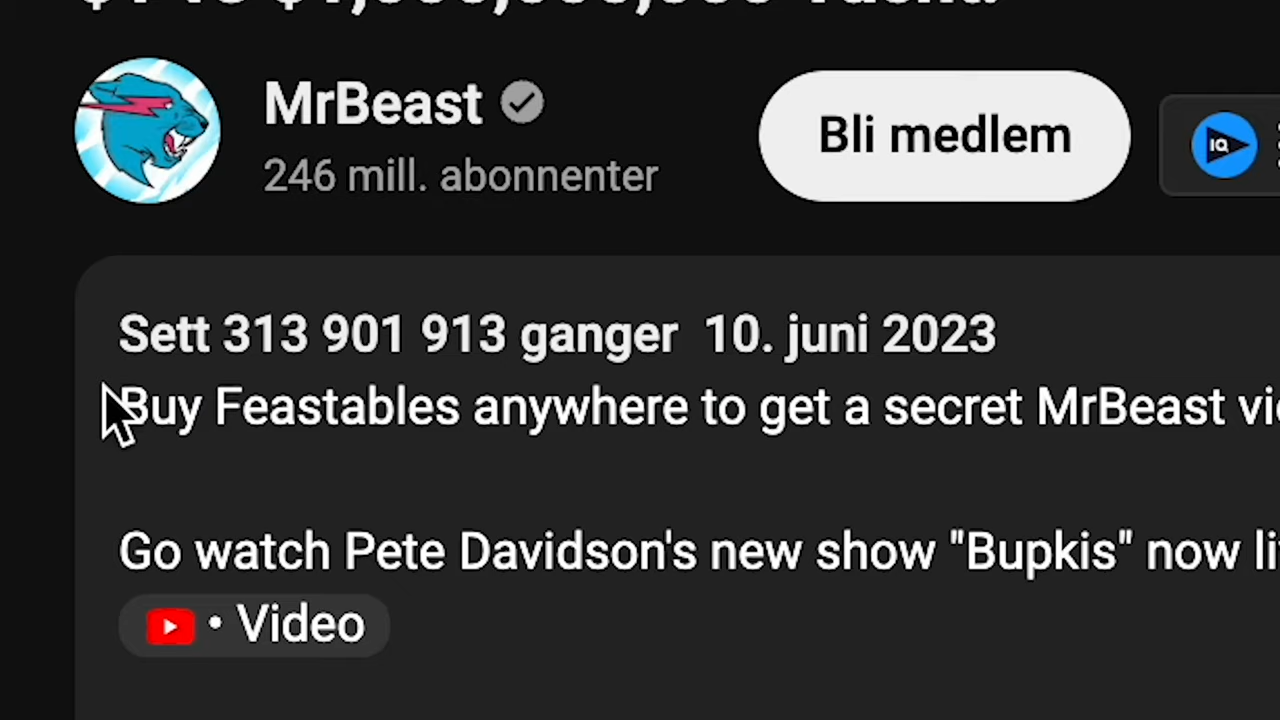 MrBeast
246 mill. abonnenter
Bli medlem
IQ
Sett 313 901 913 ganger 10. juni 2023
Buy Feastables anywhere to get a secret MrBeast
Go watch Pete Davidson's new show "Bupkis" now
• Video